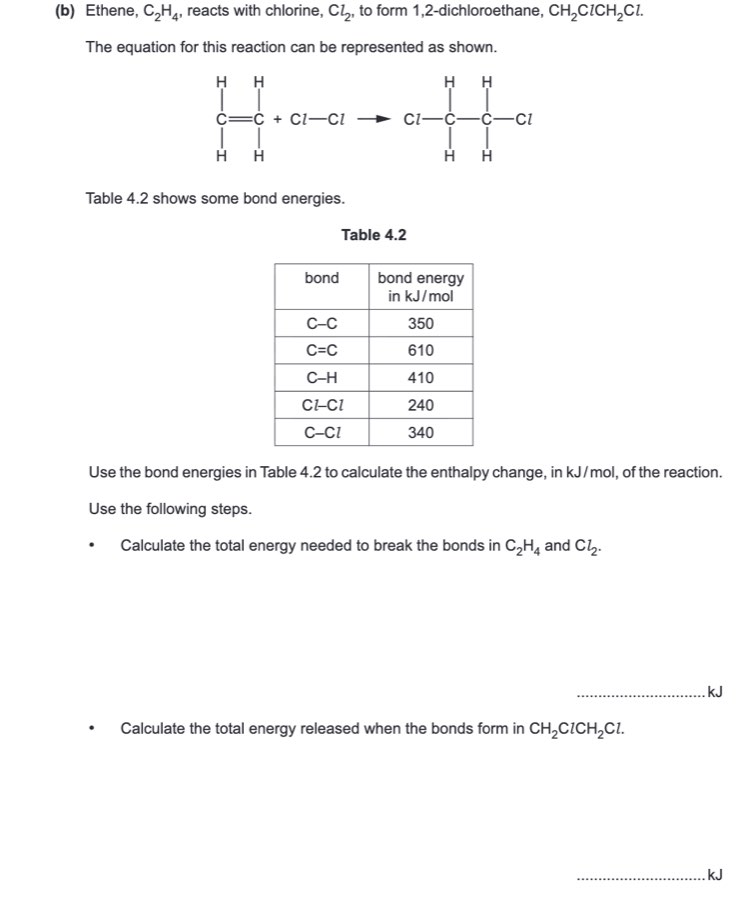 (b) Ethene, C₂H₄, reacts with chlorine, Cl₂, to form 1,2-dichloroethane, CH₂ClCH₂Cl.
The equation for this reaction can be represented as shown.
H H H H
C=C + Cl—Cl → Cl—C—C—Cl
H H H H
Table 4.2 shows some bond energies.
Table 4.2
bond bond energy
in kJ/mol
C–C 350
C=C 610
C–H 410
Cl–Cl 240
C–Cl 340
Use the bond energies in Table 4.2 to calculate the enthalpy change, in kJ/mol, of the reaction.
Use the following steps.
• Calculate the total energy needed to break the bonds in C₂H₄ and Cl₂.
.............................. kJ
• Calculate the total energy released when the bonds form in CH₂ClCH₂Cl.
.............................. kJ